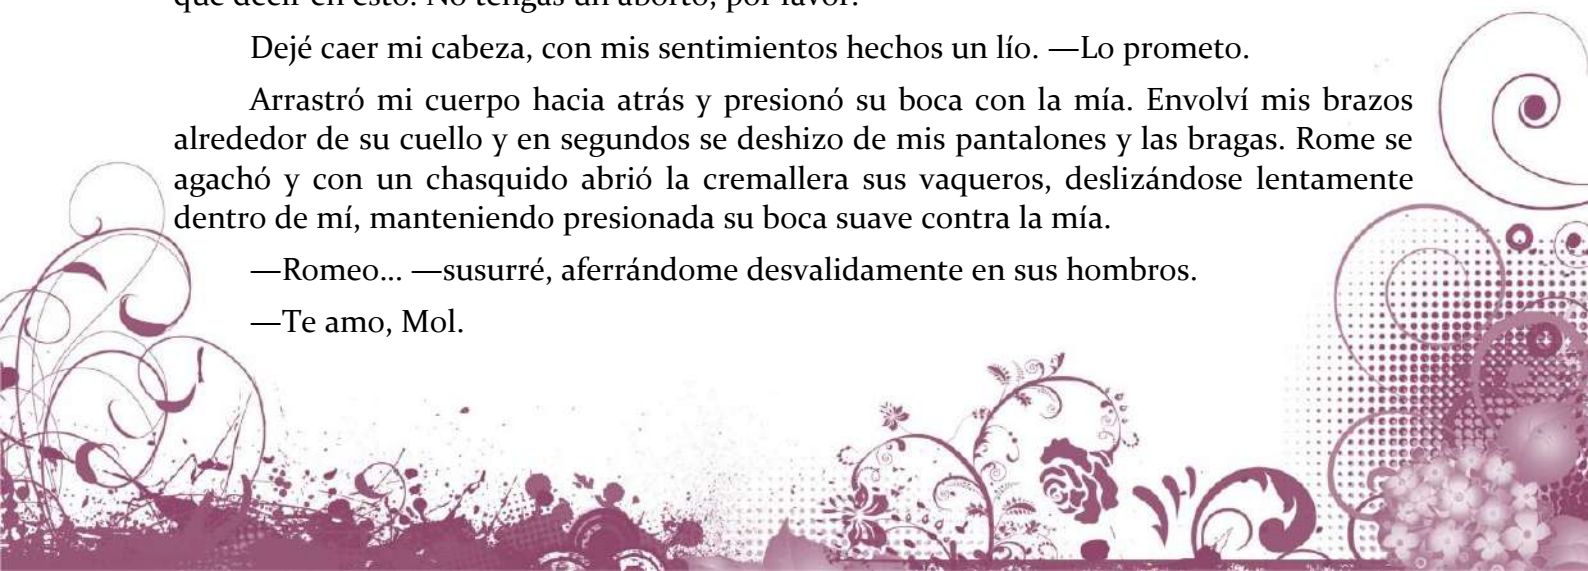 que decir en esto. No tengas un aborto, por favor.
Dejé caer mi cabeza, con mis sentimientos hechos un lío. —Lo prometo.
Arrastró mi cuerpo hacia atrás y presionó su boca con la mía. Envolví mis brazos
alrededor de su cuello y en segundos se deshizo de mis pantalones y las bragas. Rome se
agachó y con un chasquido abrió la cremallera sus vaqueros, deslizándose lentamente
dentro de mí, manteniendo presionada su boca suave contra la mía.
—Romeo... —susurré, aferrándome desvalidamente en sus hombros.
—Te amo, Mol.